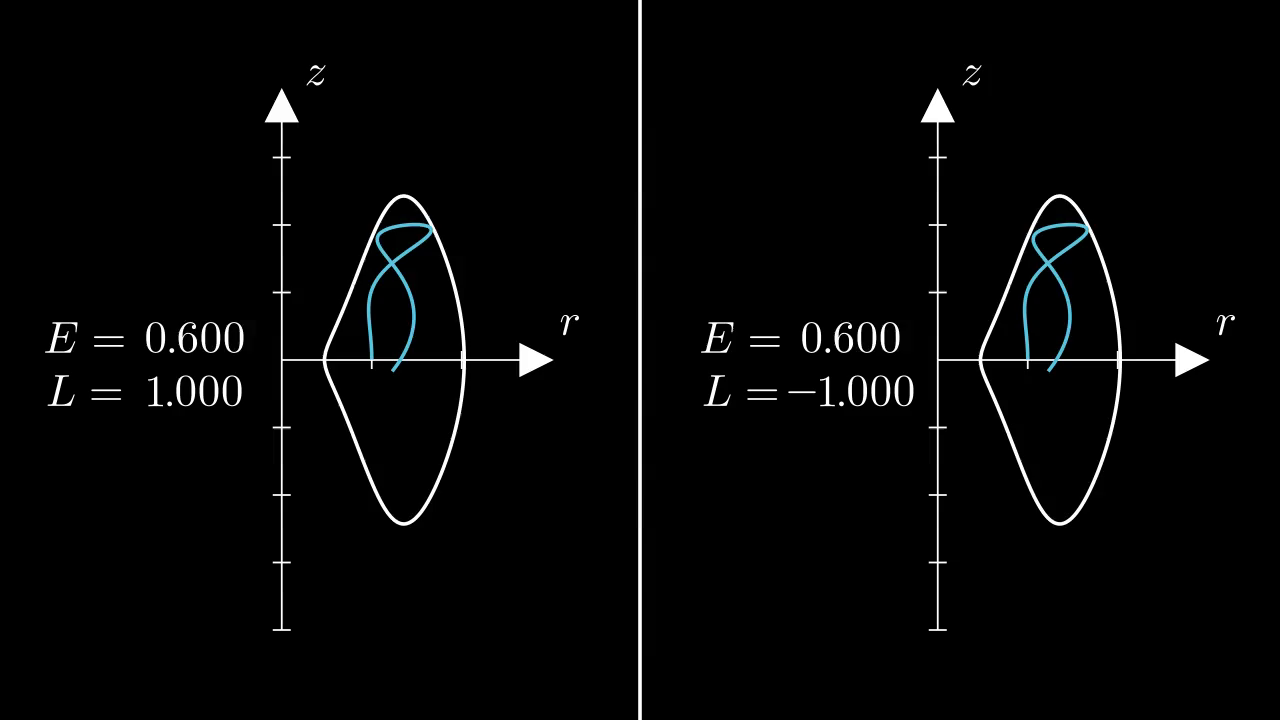 z
r
E = 0.600
L = 1.000
z
r
E = 0.600
L = −1.000